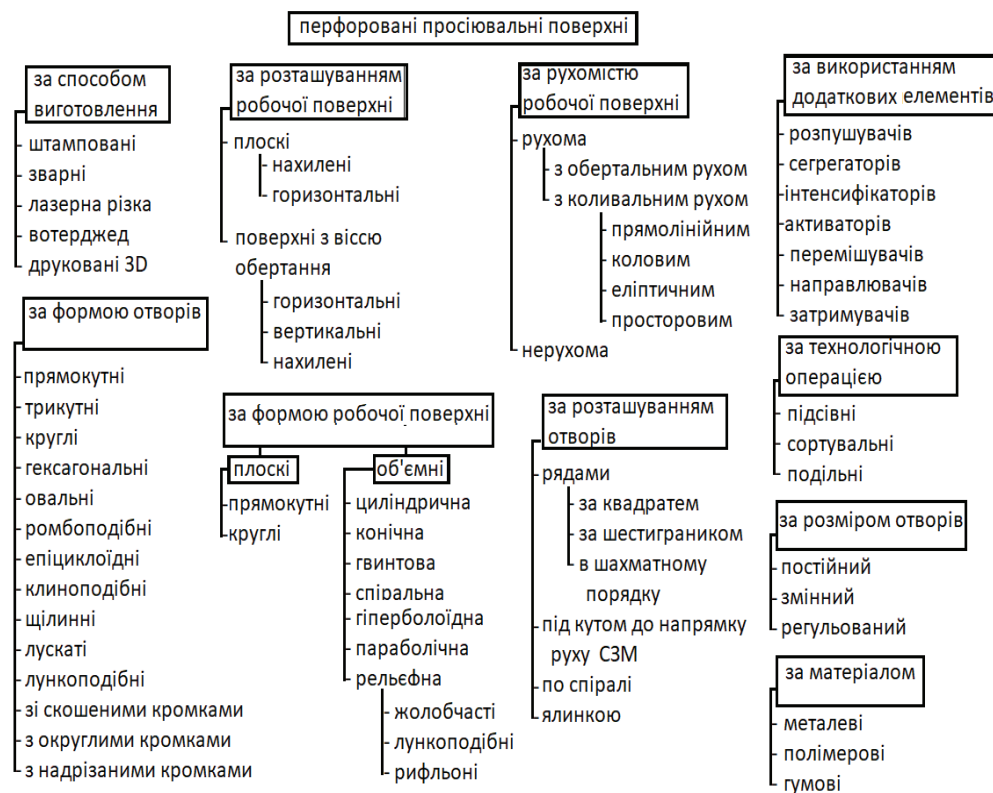 перфоровані просіювальні поверхні
за способом
виготовлення
- штамповані
- зварні
- лазерна різка
- вотерджед
- друковані 3D
за формою отворів
- прямокутні
- трикутні
- круглі
- гексагональні
- овальні
- ромбоподібні
- епіциклоїдні
- клиноподібні
- щілинні
- лускаті
- лункоподібні
- зі скошеними кромками
- з округлими кромками
- з надрізаними кромками
за розташуванням
робочої поверхні
- плоскі
- нахилені
- горизонтальні
- поверхні з віссю
обертання
- горизонтальні
- вертикальні
- нахилені
за формою робочої поверхні
плоскі
- прямокутні
- круглі
об'ємні
- циліндрична
- конічна
- гвинтова
- спіральна
- гіперболоїдна
- параболічна
- рельєфна
- жолобчасті
- лункоподібні
- рифльоні
за рухомістю
робочої поверхні
- рухома
- з обертальним рухом
- з коливальним рухом
- прямолінійним
- коловим
- еліптичним
- просторовим
- нерухома
за розташуванням
отворів
- рядами
- за квадратем
- за шестиграником
- в шахматному
порядку
- під кутом до напрямку
руху СЗМ
- по спіралі
- ялинкою
за використанням
додаткових елементів
- розпушувачів
- сегрегаторів
- інтенсифікаторів
- активаторів
- перемішувачів
- направлювачів
- затримувачів
за технологічною
операцією
- підсівні
- сортувальні
- подільні
за розміром отворів
- постійний
- змінний
- регульований
за матеріалом
- металеві
- полімерові
- гумові